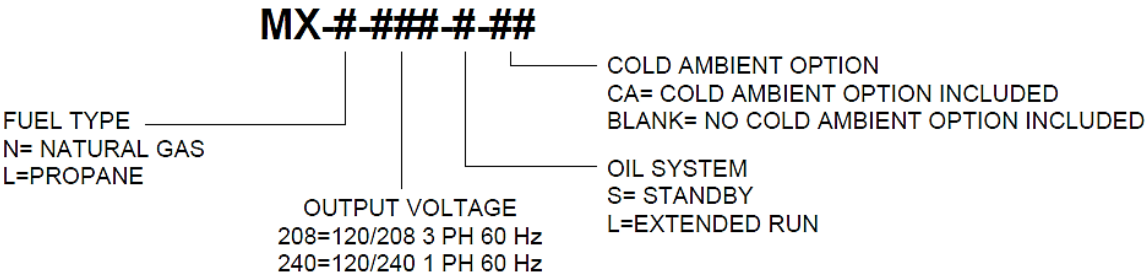 MX-#-###-#-##
FUEL TYPE
N= NATURAL GAS
L=PROPANE
OUTPUT VOLTAGE
208=120/208 3 PH 60 Hz
240=120/240 1 PH 60 Hz
COLD AMBIENT OPTION
CA= COLD AMBIENT OPTION INCLUDED
BLANK= NO COLD AMBIENT OPTION INCLUDED
OIL SYSTEM
S= STANDBY
L=EXTENDED RUN